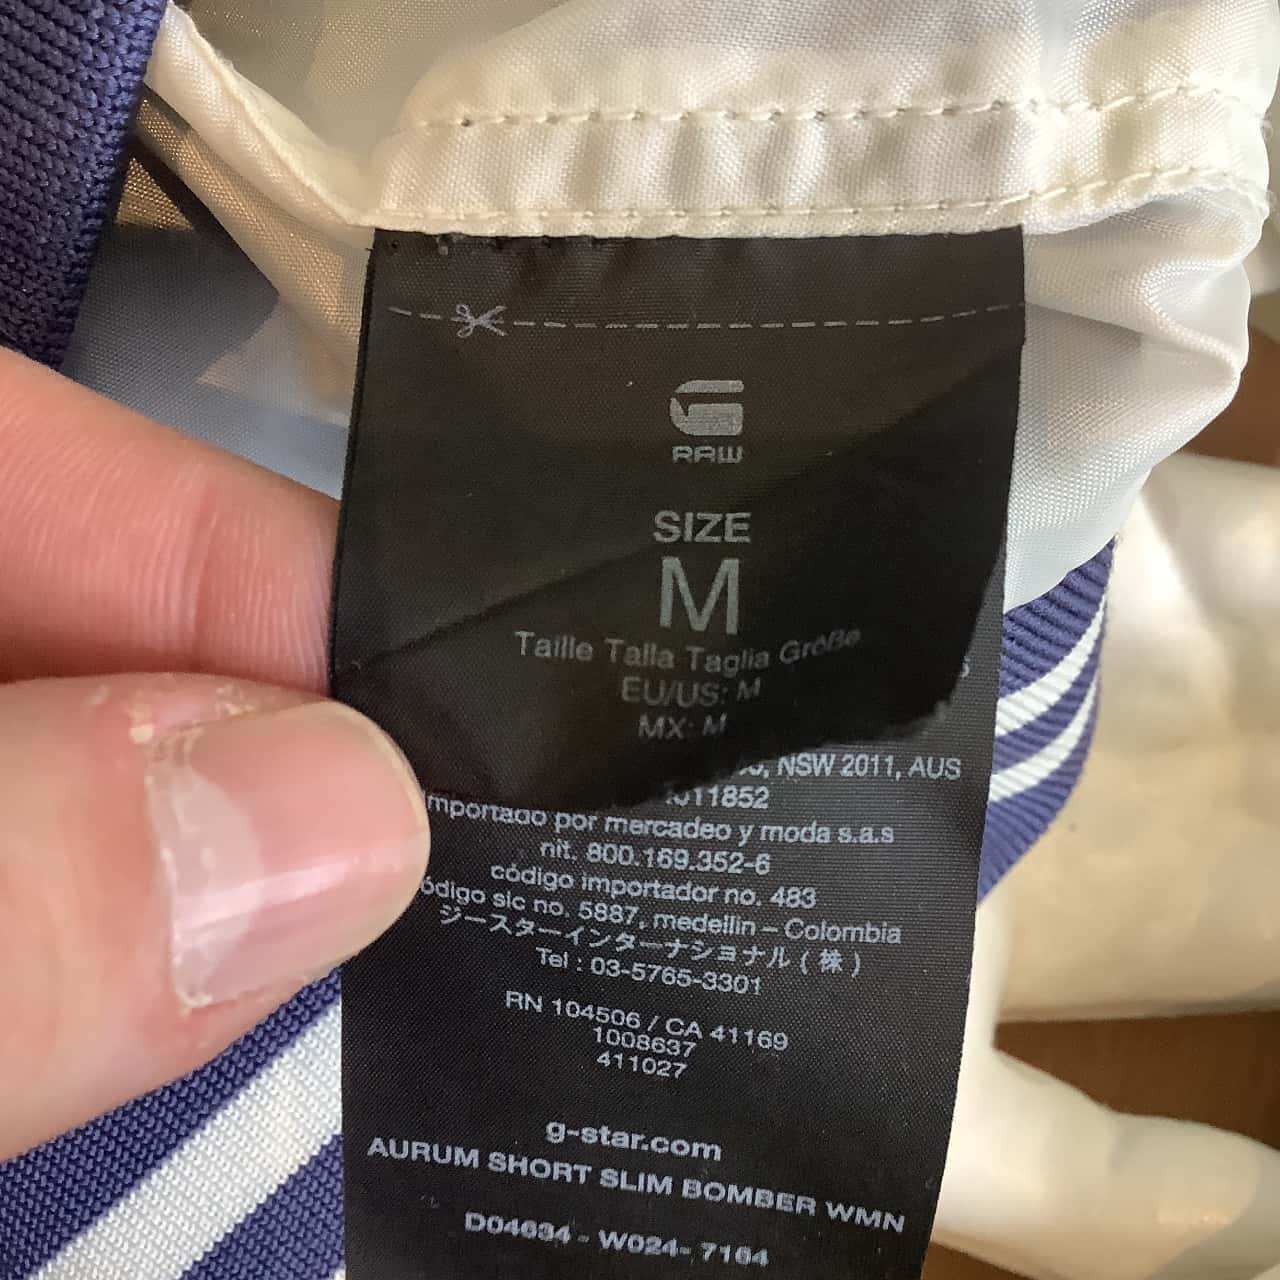 RAW
SIZE
M
Taille Talla Taglia Größe
EU/US: M
MX: M
NSW 2011, AUS
11852
importado por mercadeo y moda s.a.s
nit. 800.169.352-6
código importador no. 483
ódigo sic no. 5887, medellin – Colombia
ジースターインターナショナル(株)
Tel : 03-5765-3301
RN 104506 / CA 41169
1008637
411027
g-star.com
AURUM SHORT SLIM BOMBER WMN
D04634 - W024- 7164